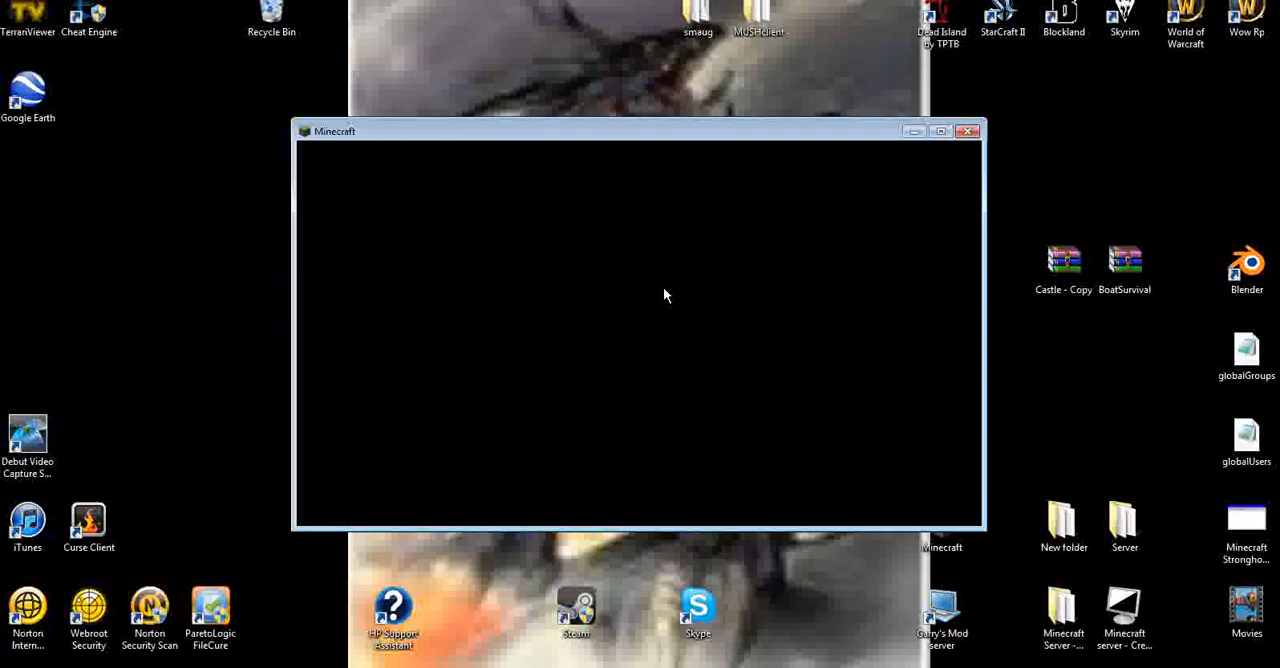 TerranViewer
Cheat Engine
Recycle Bin
smaug
MUSHclient
Dead Island
by TPTB
StarCraft II
Blockland
Skyrim
World of
Warcraft
Wow Rp
Google Earth
Minecraft
Castle - Copy
BoatSurvival
Blender
globalGroups
globalUsers
Debut Video
Capture S...
iTunes
Curse Client
Minecraft
New folder
Server
Minecraft
Strongho...
Norton
Intern...
Webroot
Security
Norton
Security Scan
ParetoLogic
FileCure
HP Support
Assistant
Steam
Skype
Garry's Mod
server
Minecraft
Server -...
Minecraft
server - Cre...
Movies